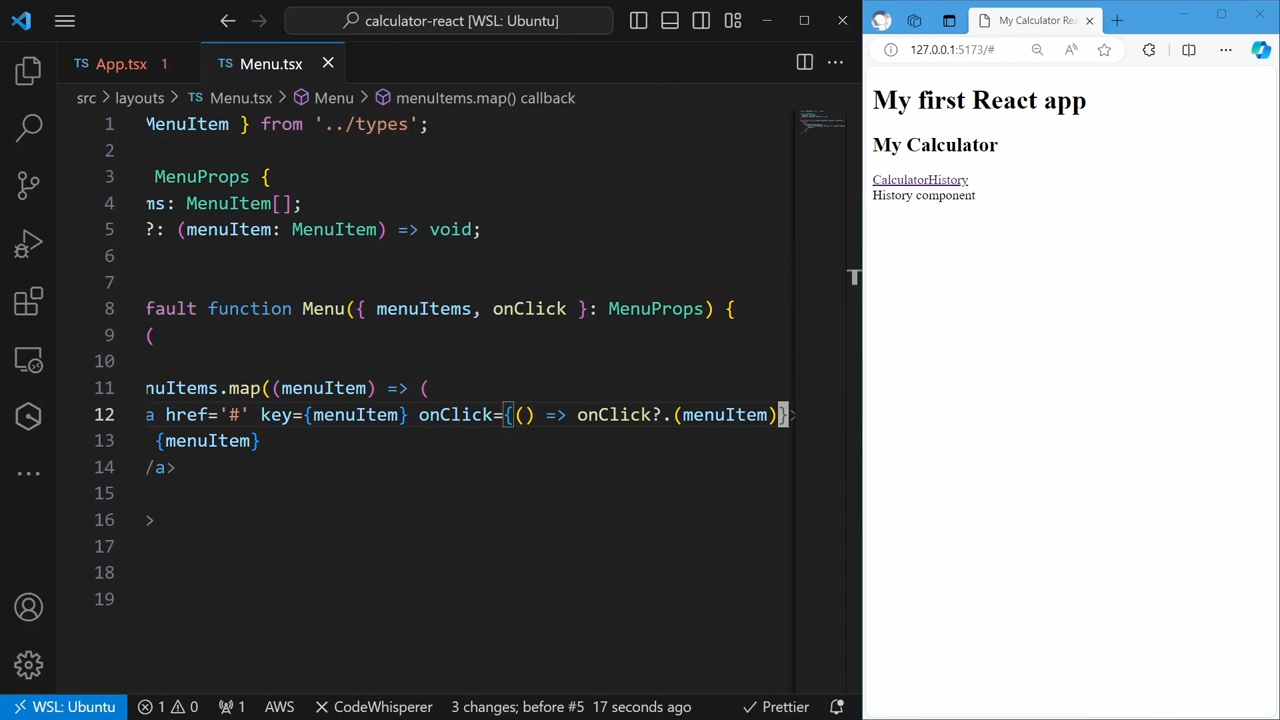 calculator-react [WSL: Ubuntu]
TS App.tsx 1
TS Menu.tsx
src > layouts > TS Menu.tsx > Menu > menuItems.map() callback
1 MenuItem } from '../types';
2
3 MenuProps {
4 ms: MenuItem[];
5 ?: (menuItem: MenuItem) => void;
6
7
8 fault function Menu({ menuItems, onClick }: MenuProps) {
9 (
10
11 nuItems.map((menuItem) => (
12 a href='#' key={menuItem} onClick={() => onClick?.(menuItem)}>
13 {menuItem}
14 /a>
15
16 >
17
18
19
WSL: Ubuntu 0 1 AWS CodeWhisperer 3 changes; before #5 17 seconds ago Prettier
My Calculator Rea
127.0.0.1:5173/#
My first React app
My Calculator
CalculatorHistory
History component